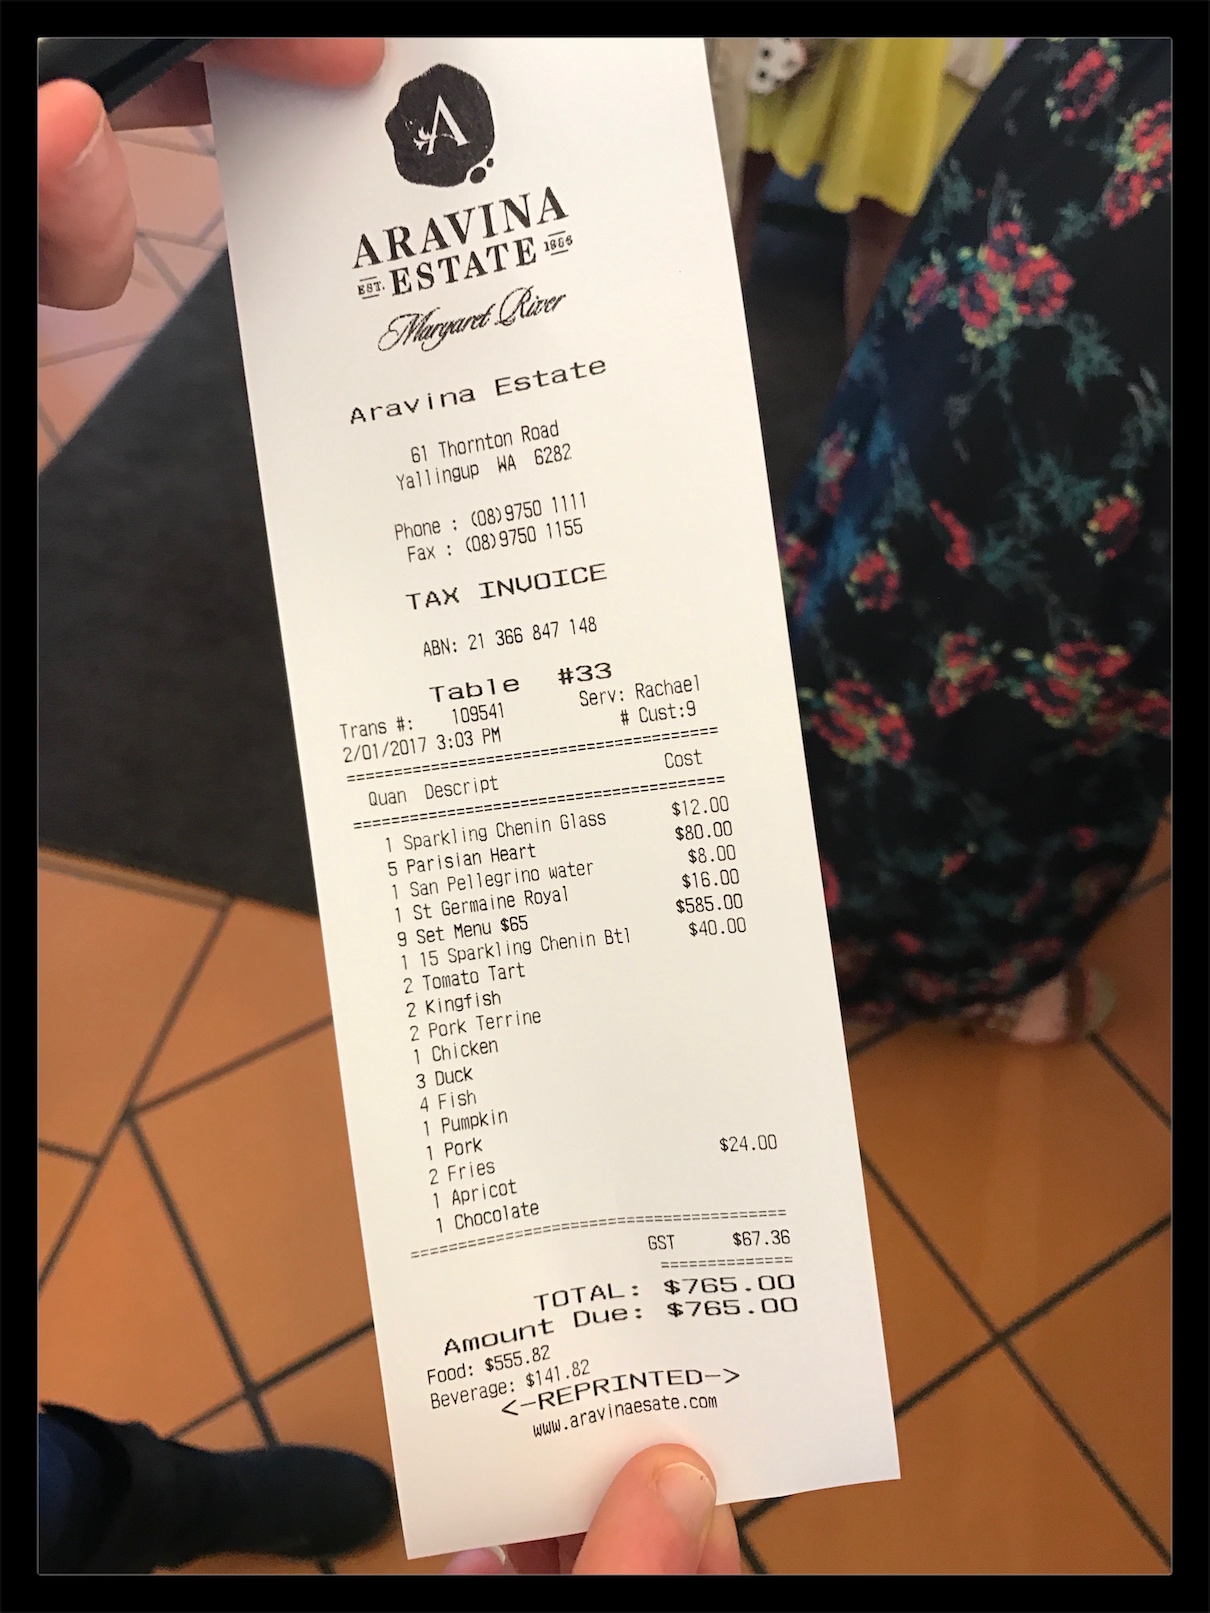 A
ARAVINA
EST. ESTATE 1986
Margaret River
Aravina Estate
61 Thornton Road
Yallingup WA 6282
Phone : (08)9750 1111
Fax : (08)9750 1155
TAX INVOICE
ABN: 21 366 847 148
Table #33
Trans #: 109541 Serv: Rachael
2/01/2017 3:03 PM # Cust:9
======================================
Quan Descript Cost
======================================
1 Sparkling Chenin Glass $12.00
5 Parisian Heart $80.00
1 San Pellegrino water $8.00
1 St Germaine Royal $16.00
9 Set Menu $65 $585.00
1 15 Sparkling Chenin Btl $40.00
2 Tomato Tart
2 Kingfish
2 Pork Terrine
1 Chicken
3 Duck
4 Fish
1 Pumpkin
1 Pork
2 Fries $24.00
1 Apricot
1 Chocolate
======================================
GST $67.36
==============
TOTAL: $765.00
Amount Due: $765.00
Food: $555.82
Beverage: $141.82
<-REPRINTED->
www.aravinaesate.com